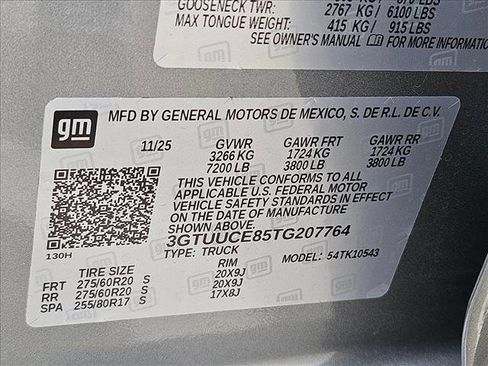 GOOSENECK TWR:
2767 KG/ 6100 LBS
MAX TONGUE WEIGHT:
415 KG/ 915 LBS
SEE OWNER'S MANUAL FOR MORE INFORMATION
gm
MFD BY GENERAL MOTORS DE MEXICO, S. DE R.L. DE C.V.
11/25 GVWR GAWR FRT GAWR RR
3266 KG 1724 KG 1724 KG
7200 LB 3800 LB 3800 LB
THIS VEHICLE CONFORMS TO ALL
APPLICABLE U.S. FEDERAL MOTOR
VEHICLE SAFETY STANDARDS IN EFFECT
ON THE DATE OF MANUFACTURE SHOWN ABOVE.
3GTUUCE85TG207764
TYPE: TRUCK MODEL: 54TK10543
130H
TIRE SIZE RIM
FRT 275/60R20 S 20X9J
RR 275/60R20 S 20X9J
SPA 255/80R17 S 17X8J